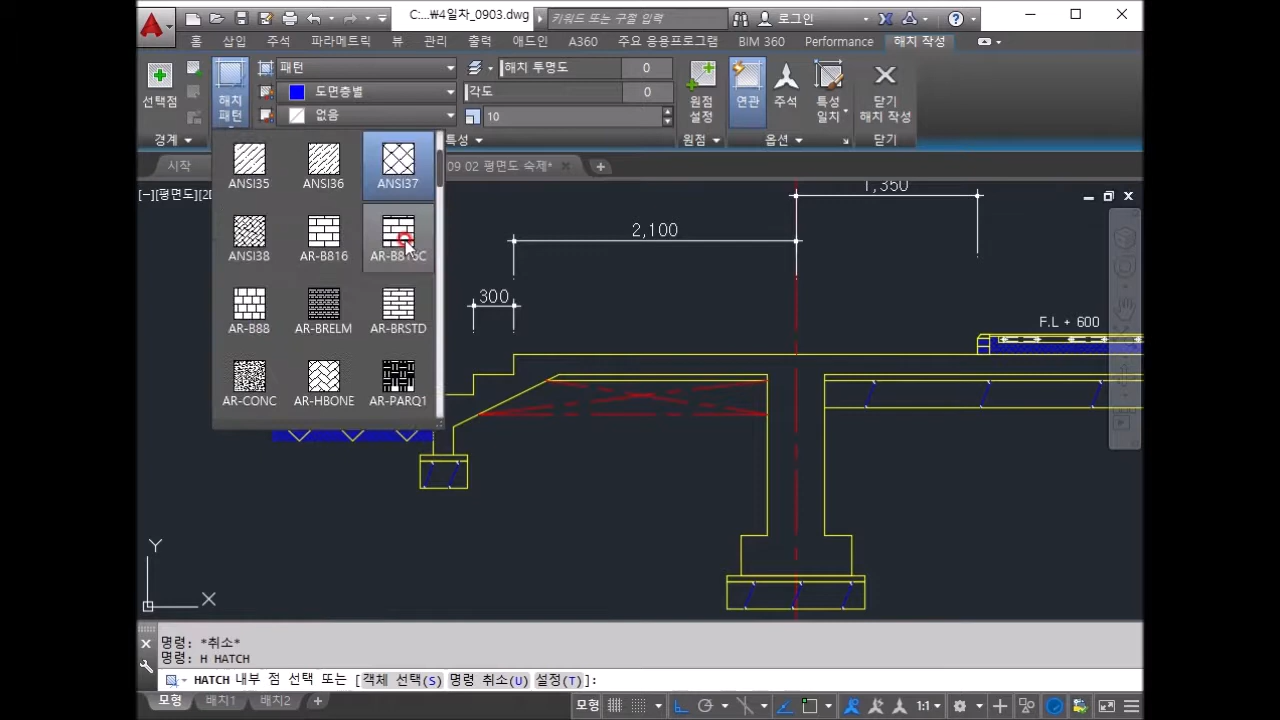 C:...₩4일차_0903.dwg
키워드 또는 구절 입력
로그인
홈 삽입 주석 파라메트릭 뷰 관리 출력 애드인 A360 주요 응용프로그램 BIM 360 Performance 해치 작성
선택점
해치
패턴
패턴
도면층별
없음
해치 투명도 0
각도 0
10
원점
설정
연관
주석
특성
일치
닫기
해치 작성
경계 특성 원점 옵션 닫기
시작
09 02 평면도 숙제*
[−][평면도][2D
ANSI35 ANSI36 ANSI37
ANSI38 AR-B816 AR-B816C
AR-B88 AR-BRELM AR-BRSTD
AR-CONC AR-HBONE AR-PARQ1
1,350
2,100
300
F.L + 600
Y
X
명령: *취소*
명령: H HATCH
HATCH 내부 점 선택 또는 [객체 선택(S) 명령 취소(U) 설정(T)]:
모형 배치1 배치2 +
모형
1:1